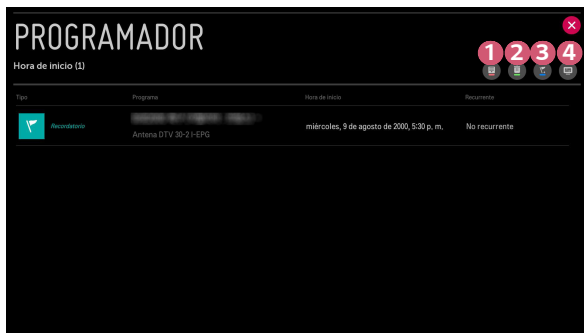 PROGRAMADOR
Hora de inicio (1)
1 2 3 4
Tipo Programa Hora de inicio Recurrente
Recordatorio miércoles, 9 de agosto de 2000, 5:30 p. m. No recurrente
Antena DTV 30-2 I-EPG